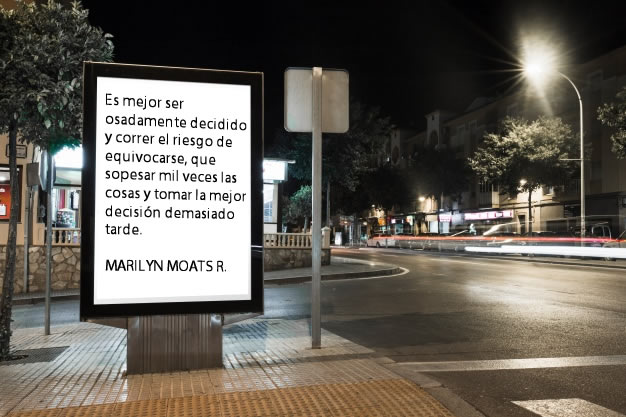 Es mejor ser
osadamente decidido
y correr el riesgo de
equivocarse, que
sopesar mil veces las
cosas y tomar la mejor
decisión demasiado
tarde.
MARILYN MOATS R.